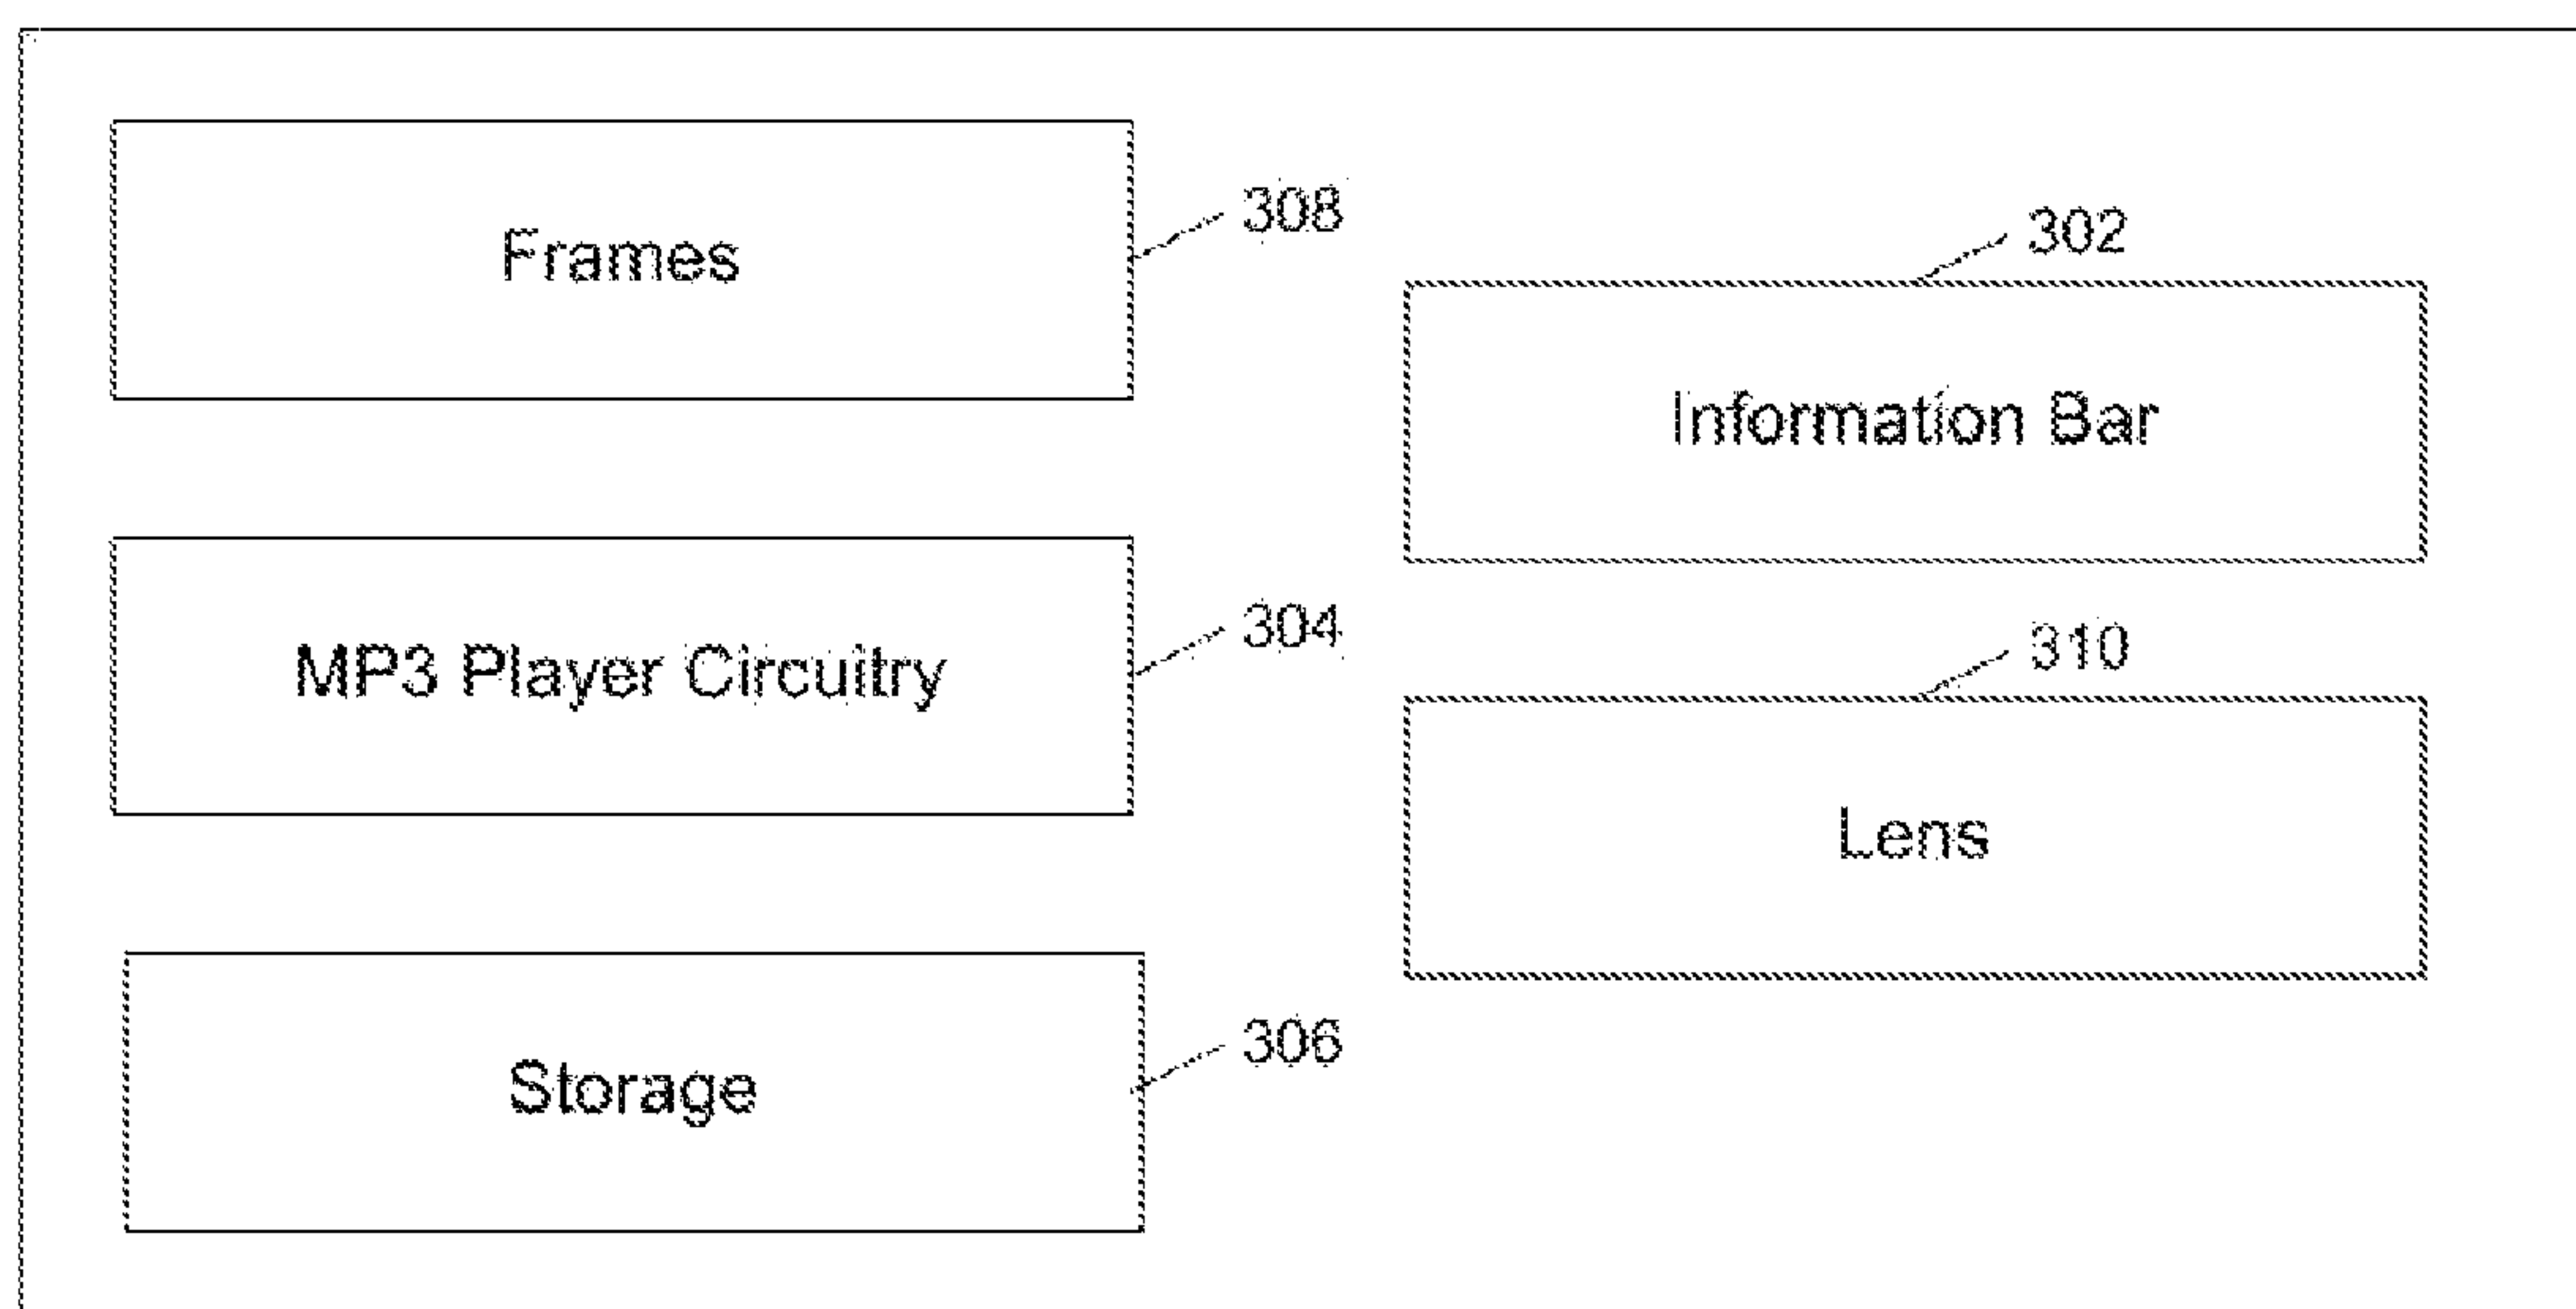 Frames
308
MP3 Player Circuitry
304
Storage
306
302
Information Bar
310
Lens